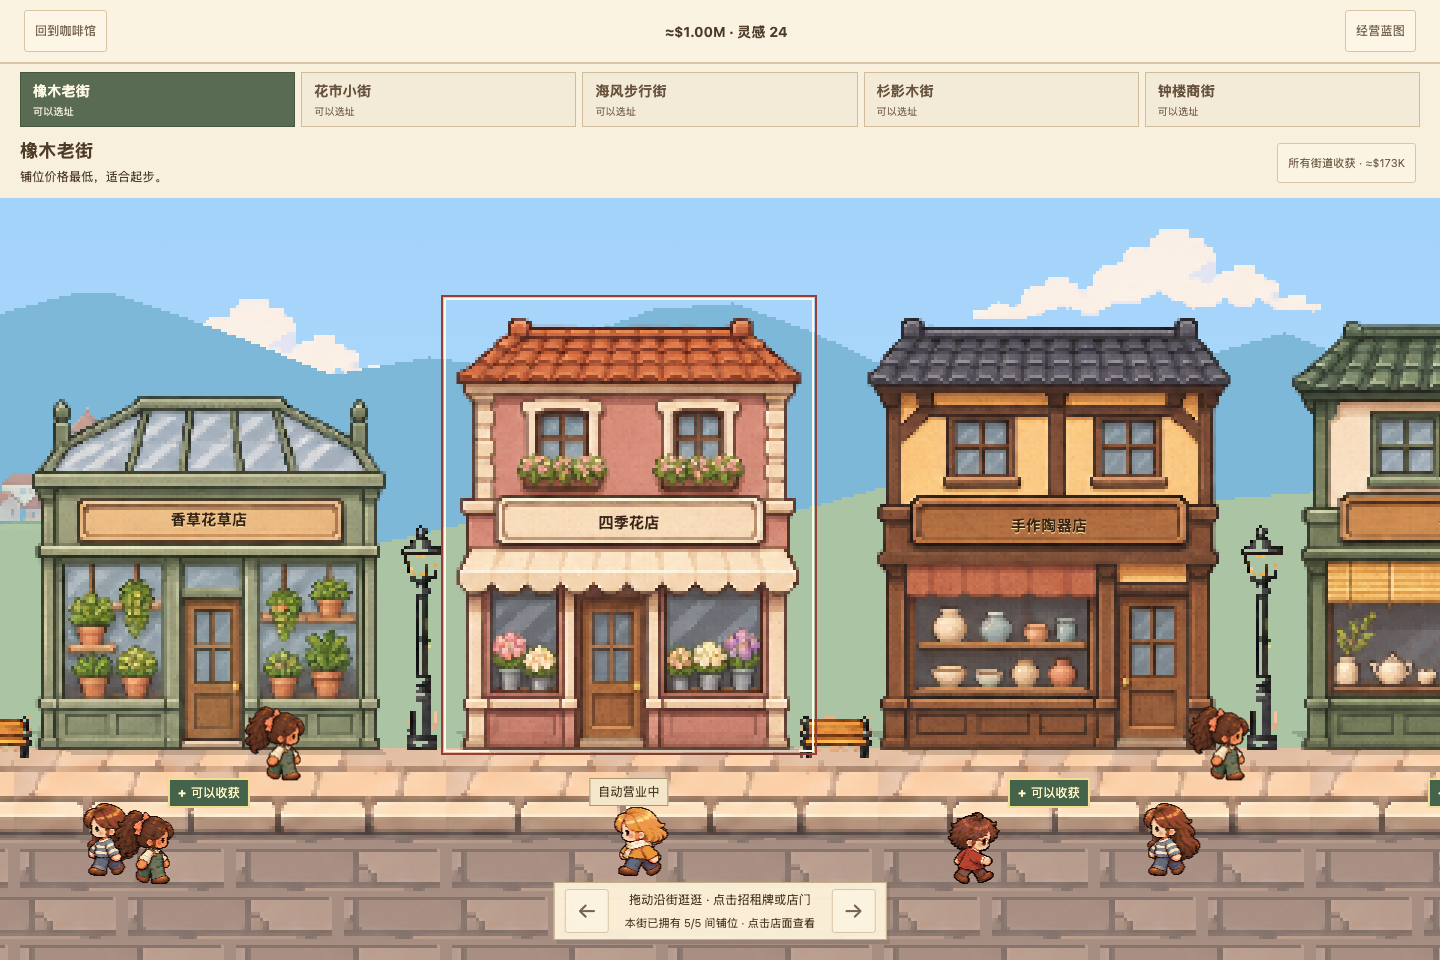 回到咖啡馆
≈$1.00M · 灵感 24
经营蓝图
橡木老街
可以选址
花市小街
可以选址
海风步行街
可以选址
杉影木街
可以选址
钟楼商街
可以选址
橡木老街
铺位价格最低，适合起步。
所有街道收获 · ≈$173K
香草花草店
四季花店
手作陶器店
+ 可以收获
自动营业中
+ 可以收获
← 拖动沿街逛逛 · 点击招租牌或店门 →
本街已拥有 5/5 间铺位 · 点击店面查看